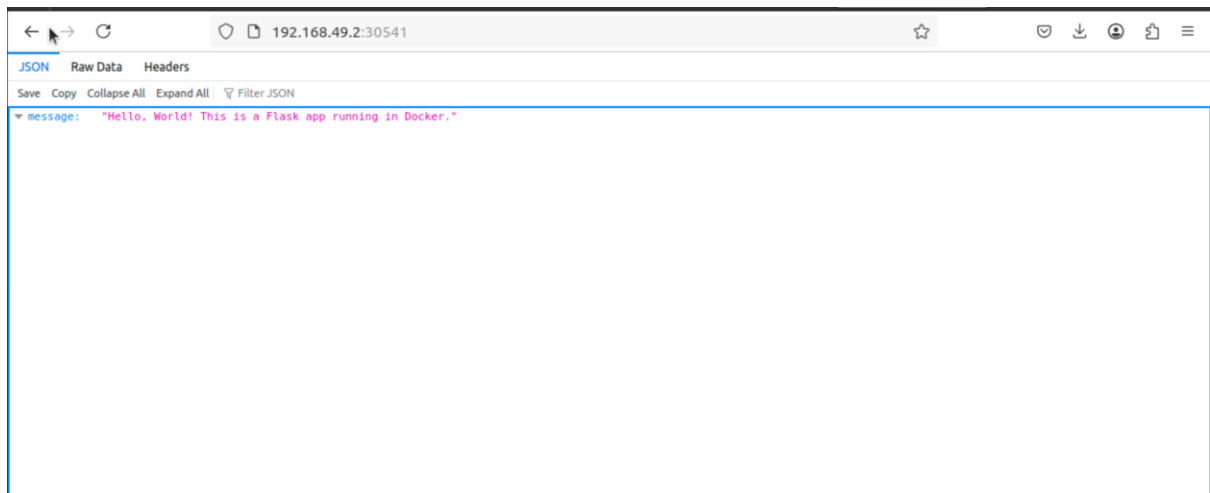 192.168.49.2:30541
JSON Raw Data Headers
Save Copy Collapse All Expand All Filter JSON
message: "Hello, World! This is a Flask app running in Docker."